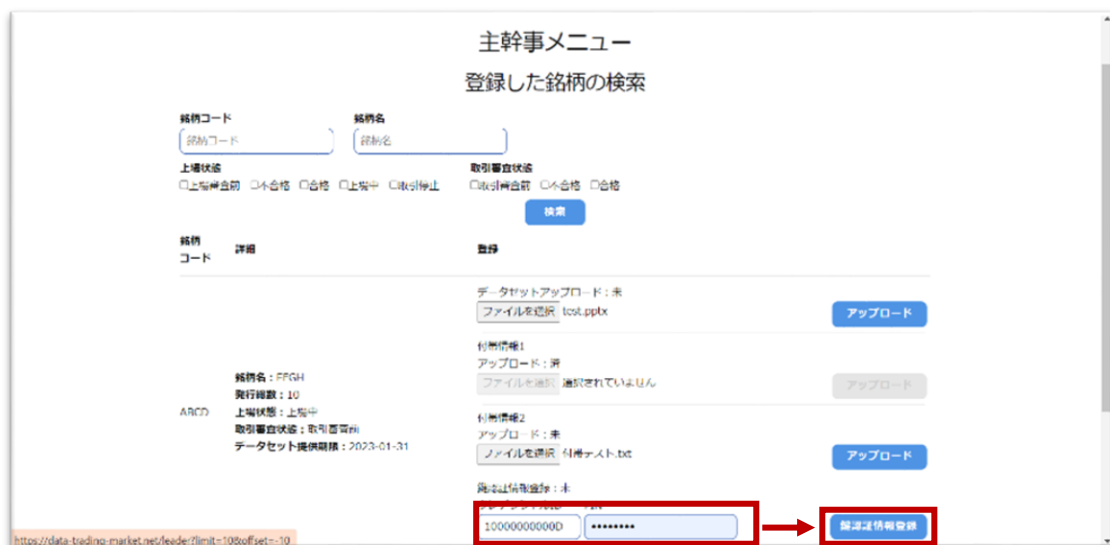 主幹事メニュー
登録した銘柄の検索
銘柄コード 銘柄名
銘柄コード 銘柄名
上場状態 取引審査状態
□上場審査前 □不合格 □合格 □上場中 □取引停止 □取引審査前 □不合格 □合格
検索
銘柄
コード 詳細 登録
データセットアップロード:未
ファイルを選択 test.pptx アップロード
付帯情報1
アップロード:済
ファイルを選択 選択されていません アップロード
銘柄名:EFGH
発行総数:10
ABCD 上場状態:上場中
取引審査状態:取引審査前
データセット提供期限:2023-01-31
付帯情報2
アップロード:未
ファイルを選択 付帯テスト.txt アップロード
鍵認証情報登録:未
10000000000D •••••••• 鍵認証情報登録
https://data-trading-market.net/leader?limit=10&offset=-10